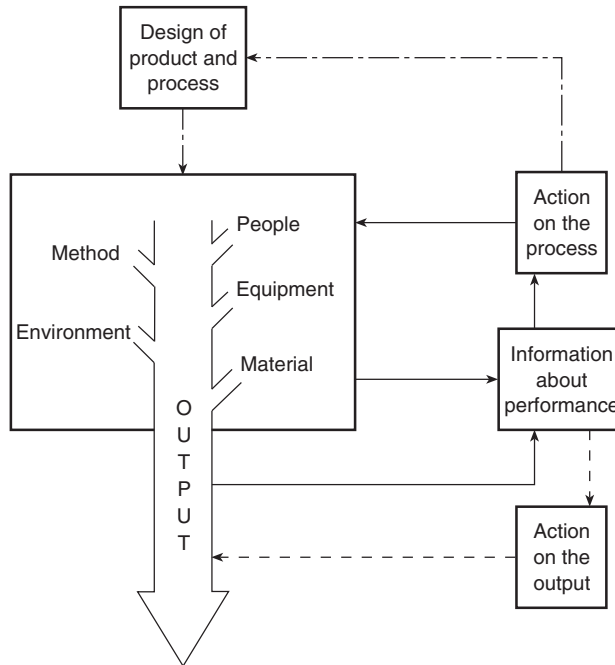 Design of
product and
process
Action
on the
process
People
Method
Equipment
Environment
Information
about
performance
Material
OUTPUT
Action
on the
output